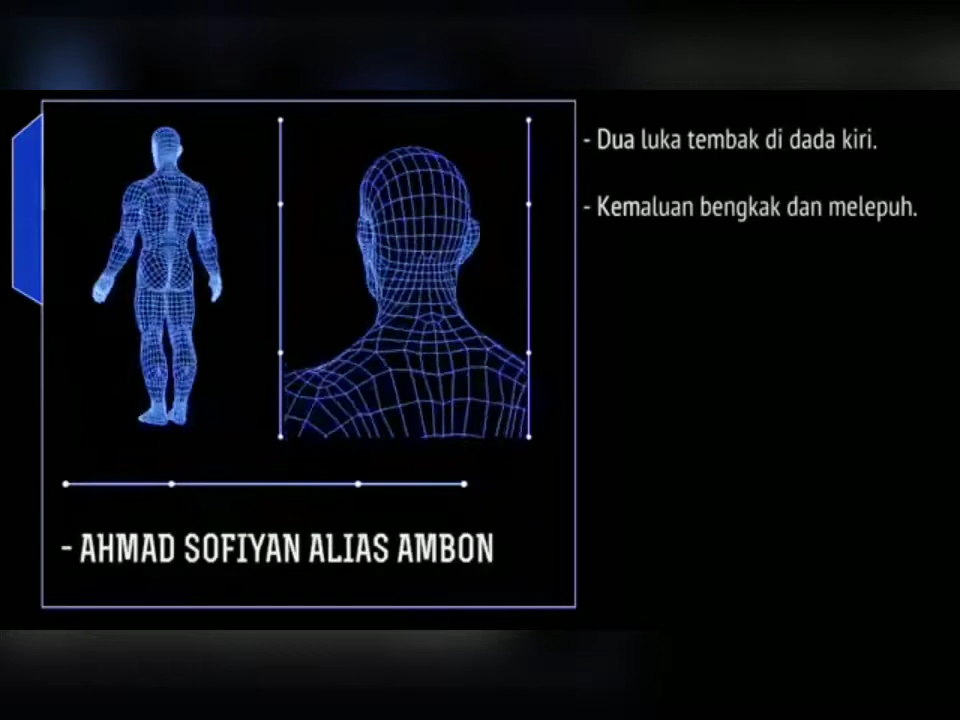 - Dua luka tembak di dada kiri.
- Kemaluan bengkak dan melepuh.
- AHMAD SOFIYAN ALIAS AMBON